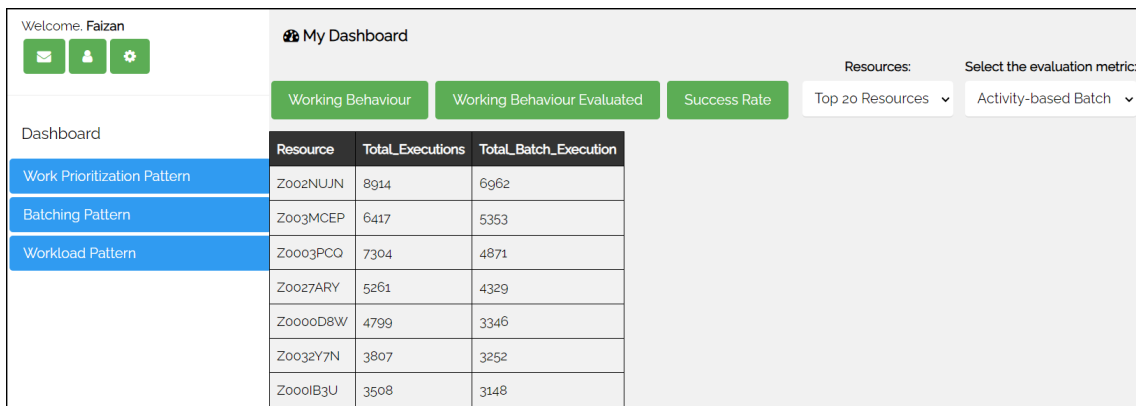 Welcome, Faizan
My Dashboard
Resources:
Select the evaluation metric:
Working Behaviour
Working Behaviour Evaluated
Success Rate
Top 20 Resources
Activity-based Batch
Dashboard
Work Prioritization Pattern
Batching Pattern
Workload Pattern
Resource Total_Executions Total_Batch_Execution
Z002NUJN 8914 6962
Z003MCEP 6417 5353
Z0003PCQ 7304 4871
Z0027ARY 5261 4329
Z0000D8W 4799 3346
Z0032Y7N 3807 3252
Z000IB3U 3508 3148